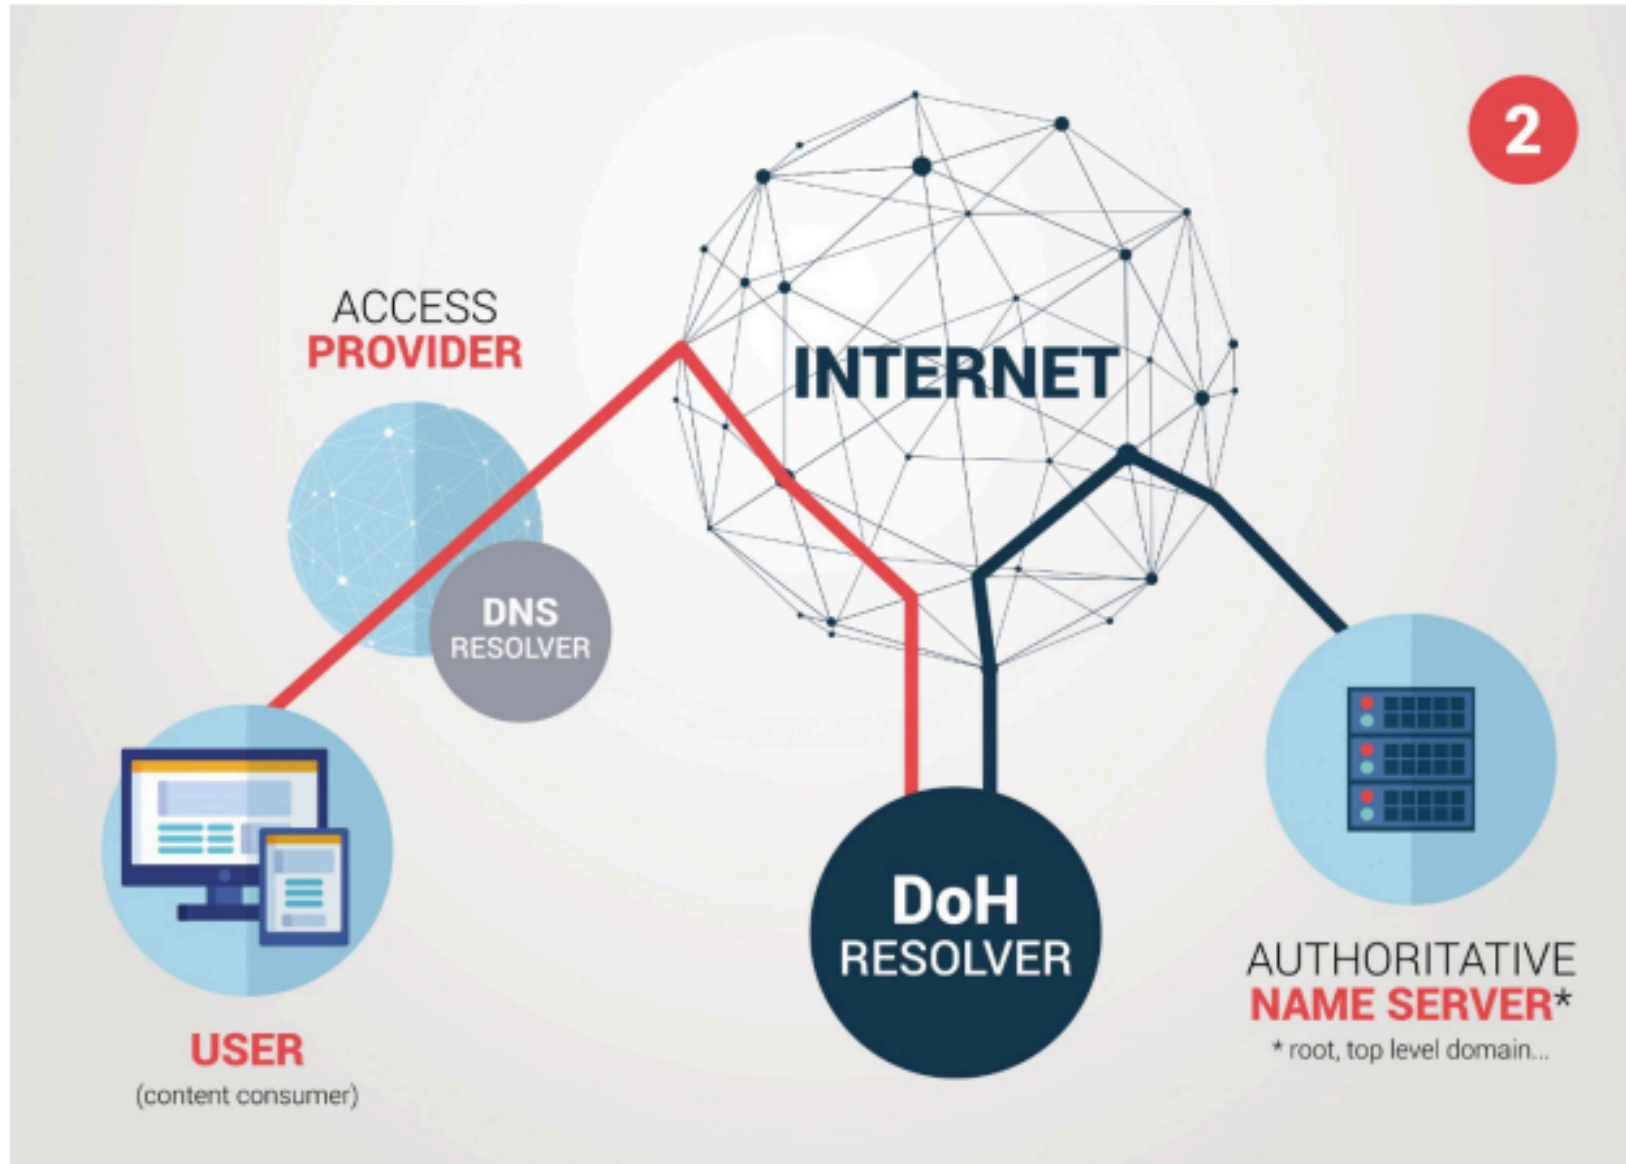 2
ACCESS
PROVIDER
INTERNET
DNS
RESOLVER
DoH
RESOLVER
USER
(content consumer)
AUTHORITATIVE
NAME SERVER*
* root, top level domain...